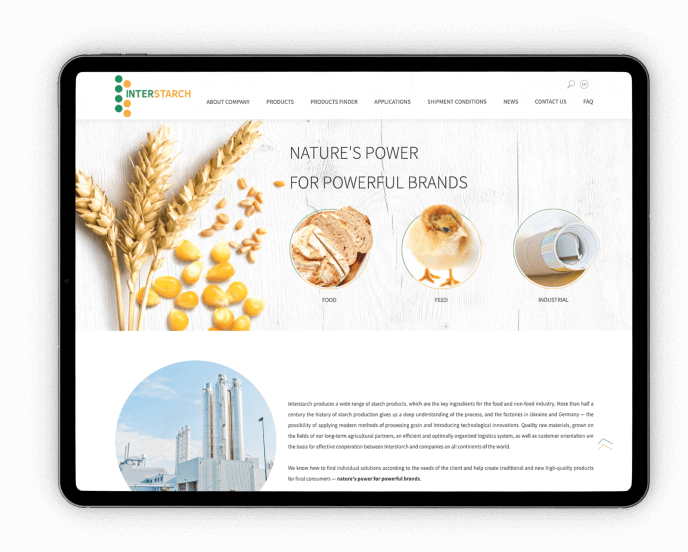 INTERSTARCH
ABOUT COMPANY PRODUCTS PRODUCTS FINDER APPLICATIONS SHIPMENT CONDITIONS NEWS CONTACT US FAQ
NATURE'S POWER
FOR POWERFUL BRANDS
FOOD FEED INDUSTRIAL
Interstarch produces a wide range of starch products, which are the key ingredients for the food and non-food industry. More than half a
century the history of starch production gives us a deep understanding of the process, and the factories in Ukraine and Germany — the
possibility of applying modern methods of processing grain and introducing technological innovations. Quality raw materials, grown on
the fields of our long-term agricultural partners, an efficient and optimally organized logistics system, as well as customer orientation are
the basis for effective cooperation between Interstarch and companies on all continents of the world.
We know how to find individual solutions according to the needs of the client and help create traditional and new high-quality products
for final consumers — nature's power for powerful brands.